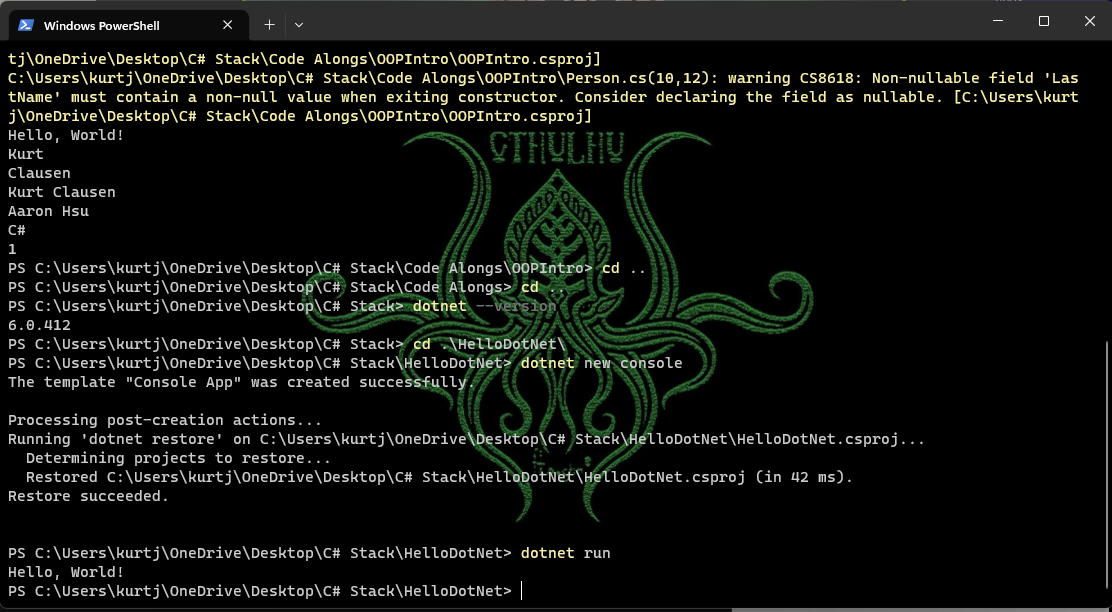 Windows PowerShell
tj\OneDrive\Desktop\C# Stack\Code Alongs\OOPIntro\OOPIntro.csproj]
C:\Users\kurtj\OneDrive\Desktop\C# Stack\Code Alongs\OOPIntro\Person.cs(10,12): warning CS8618: Non-nullable field 'Las
tName' must contain a non-null value when exiting constructor. Consider declaring the field as nullable. [C:\Users\kurt
j\OneDrive\Desktop\C# Stack\Code Alongs\OOPIntro\OOPIntro.csproj]
Hello, World!
CTHULHU
Kurt
Clausen
Kurt Clausen
Aaron Hsu
C#
1
PS C:\Users\kurtj\OneDrive\Desktop\C# Stack\Code Alongs\OOPIntro> cd ..
PS C:\Users\kurtj\OneDrive\Desktop\C# Stack\Code Alongs> cd ..
PS C:\Users\kurtj\OneDrive\Desktop\C# Stack> dotnet --version
6.0.412
PS C:\Users\kurtj\OneDrive\Desktop\C# Stack> cd .\HelloDotNet\
PS C:\Users\kurtj\OneDrive\Desktop\C# Stack\HelloDotNet> dotnet new console
The template "Console App" was created successfully.
Processing post-creation actions...
Running 'dotnet restore' on C:\Users\kurtj\OneDrive\Desktop\C# Stack\HelloDotNet\HelloDotNet.csproj...
Determining projects to restore...
Restored C:\Users\kurtj\OneDrive\Desktop\C# Stack\HelloDotNet\HelloDotNet.csproj (in 42 ms).
Restore succeeded.
PS C:\Users\kurtj\OneDrive\Desktop\C# Stack\HelloDotNet> dotnet run
Hello, World!
PS C:\Users\kurtj\OneDrive\Desktop\C# Stack\HelloDotNet>